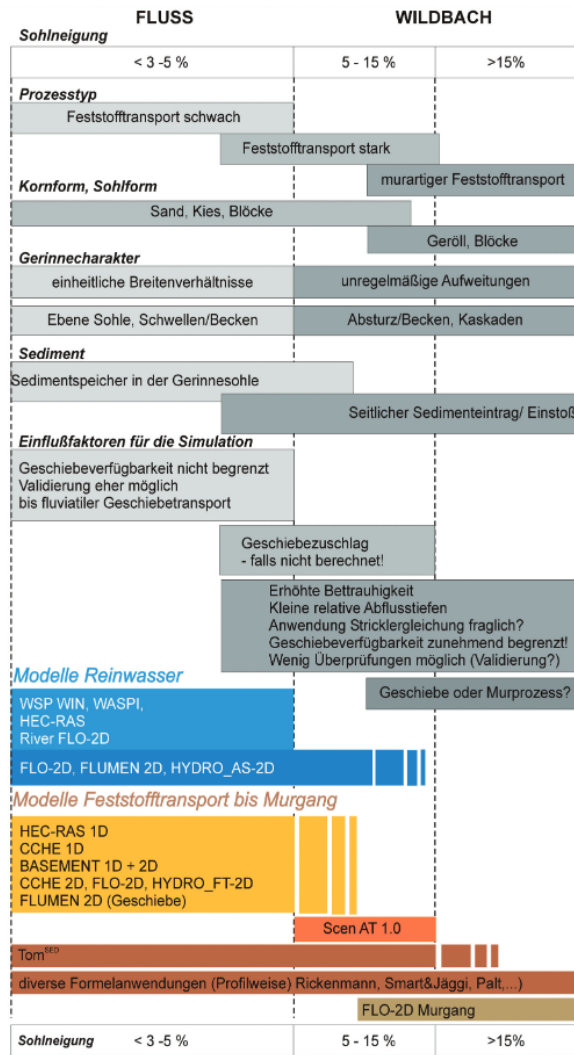 FLUSS WILDBACH
Sohlneigung
< 3 -5 % 5 - 15 % >15%
Prozesstyp
Feststofftransport schwach
Feststofftransport stark
murartiger Feststofftransport
Kornform, Sohlform
Sand, Kies, Blöcke
Geröll, Blöcke
Gerinnecharakter
einheitliche Breitenverhältnisse unregelmäßige Aufweitungen
Ebene Sohle, Schwellen/Becken Absturz/Becken, Kaskaden
Sediment
Sedimentspeicher in der Gerinnesohle
Seitlicher Sedimenteintrag/ Einstoß
Einflußfaktoren für die Simulation
Geschiebeverfügbarkeit nicht begrenzt
Validierung eher möglich
bis fluviatiler Geschiebetransport
Geschiebezuschlag
- falls nicht berechnet!
Erhöhte Bettrauhigkeit
Kleine relative Abflusstiefen
Anwendung Stricklergleichung fraglich?
Geschiebeverfügbarkeit zunehmend begrenzt!
Wenig Überprüfungen möglich (Validierung?)
Modelle Reinwasser
Geschiebe oder Murprozess?
WSP WIN, WASPI,
HEC-RAS
River FLO-2D
FLO-2D, FLUMEN 2D, HYDRO_AS-2D
Modelle Feststofftransport bis Murgang
HEC-RAS 1D
CCHE 1D
BASEMENT 1D + 2D
CCHE 2D, FLO-2D, HYDRO_FT-2D
FLUMEN 2D (Geschiebe)
Scen AT 1.0
TomSED
diverse Formelanwendungen (Profilweise) Rickenmann, Smart&Jäggi, Palt,...)
FLO-2D Murgang
Sohlneigung < 3 -5 % 5 - 15 % >15%